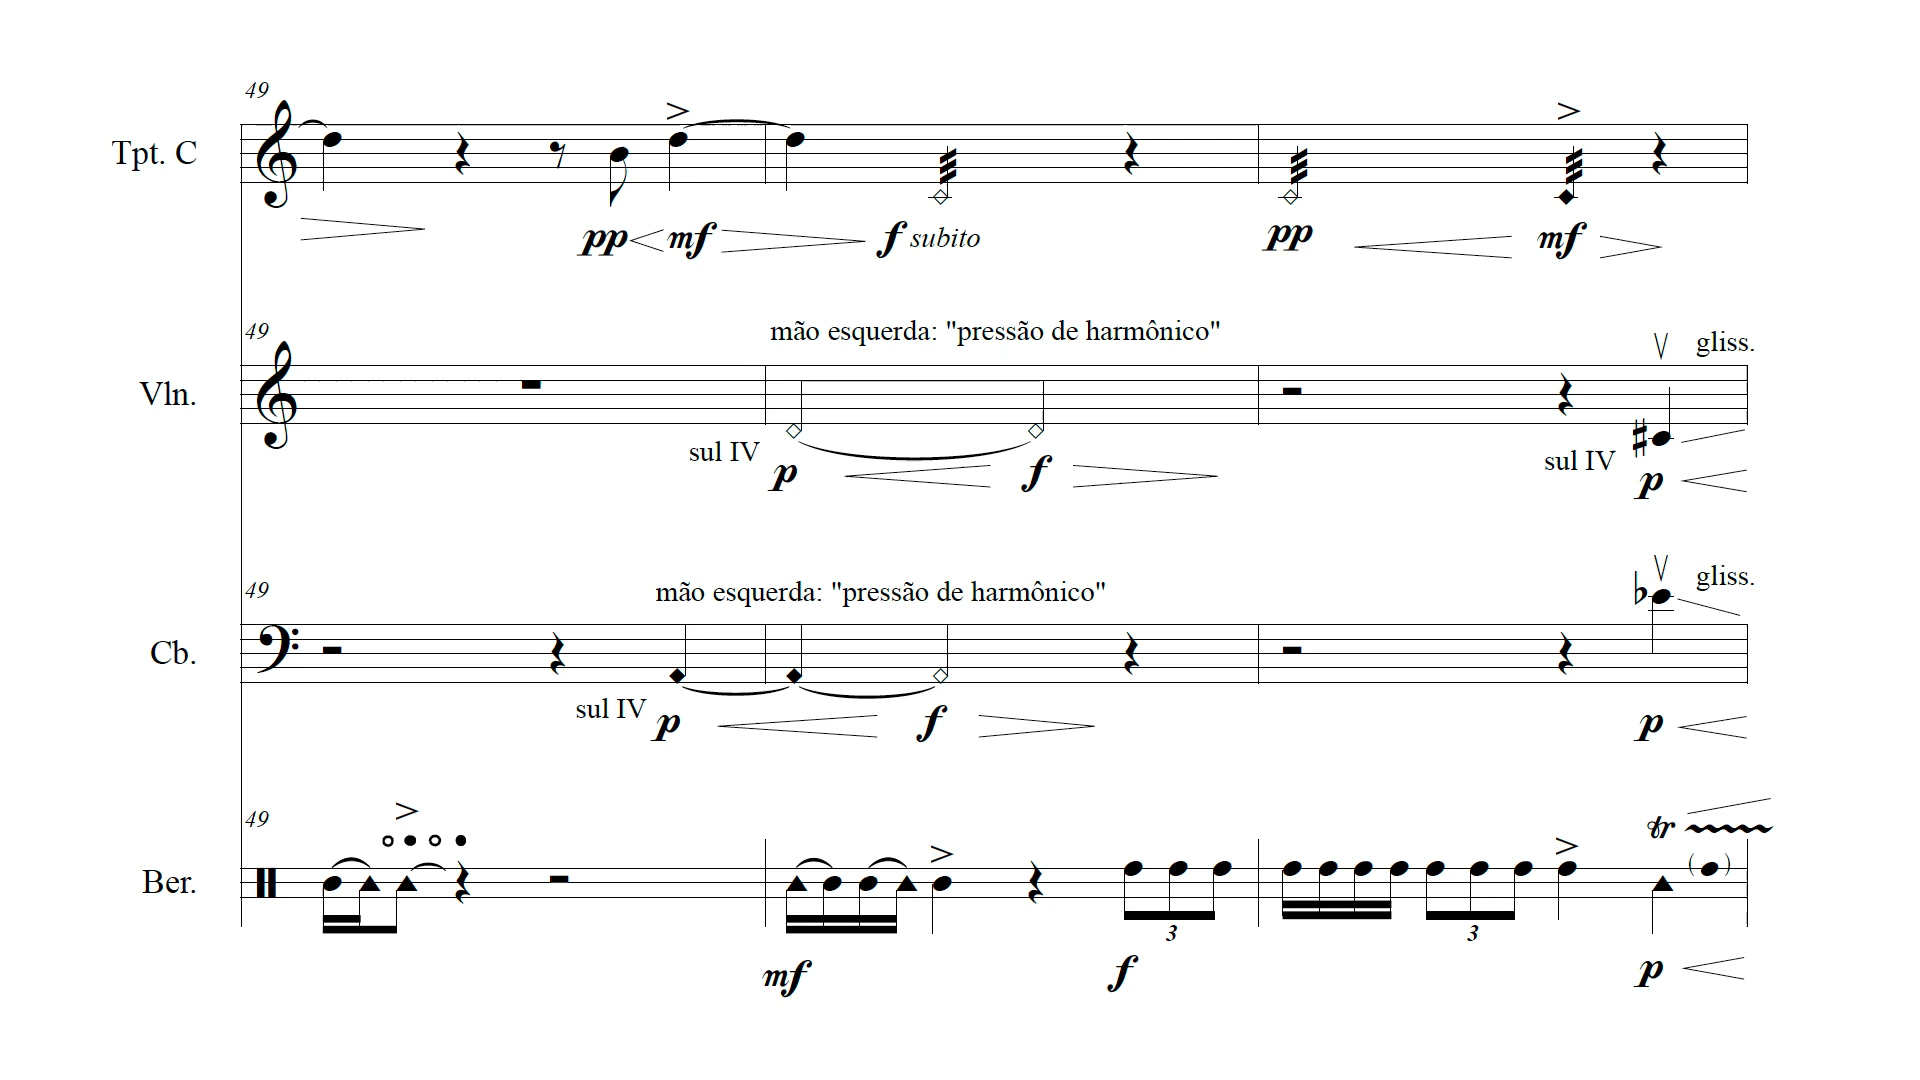 49
Tpt. C
pp mf f subito pp mf
49
mão esquerda: "pressão de harmônico"
gliss.
Vln.
sul IV p f sul IV p
49
mão esquerda: "pressão de harmônico"
gliss.
Cb.
sul IV p f p
49
tr
Ber.
3 3
mf f p